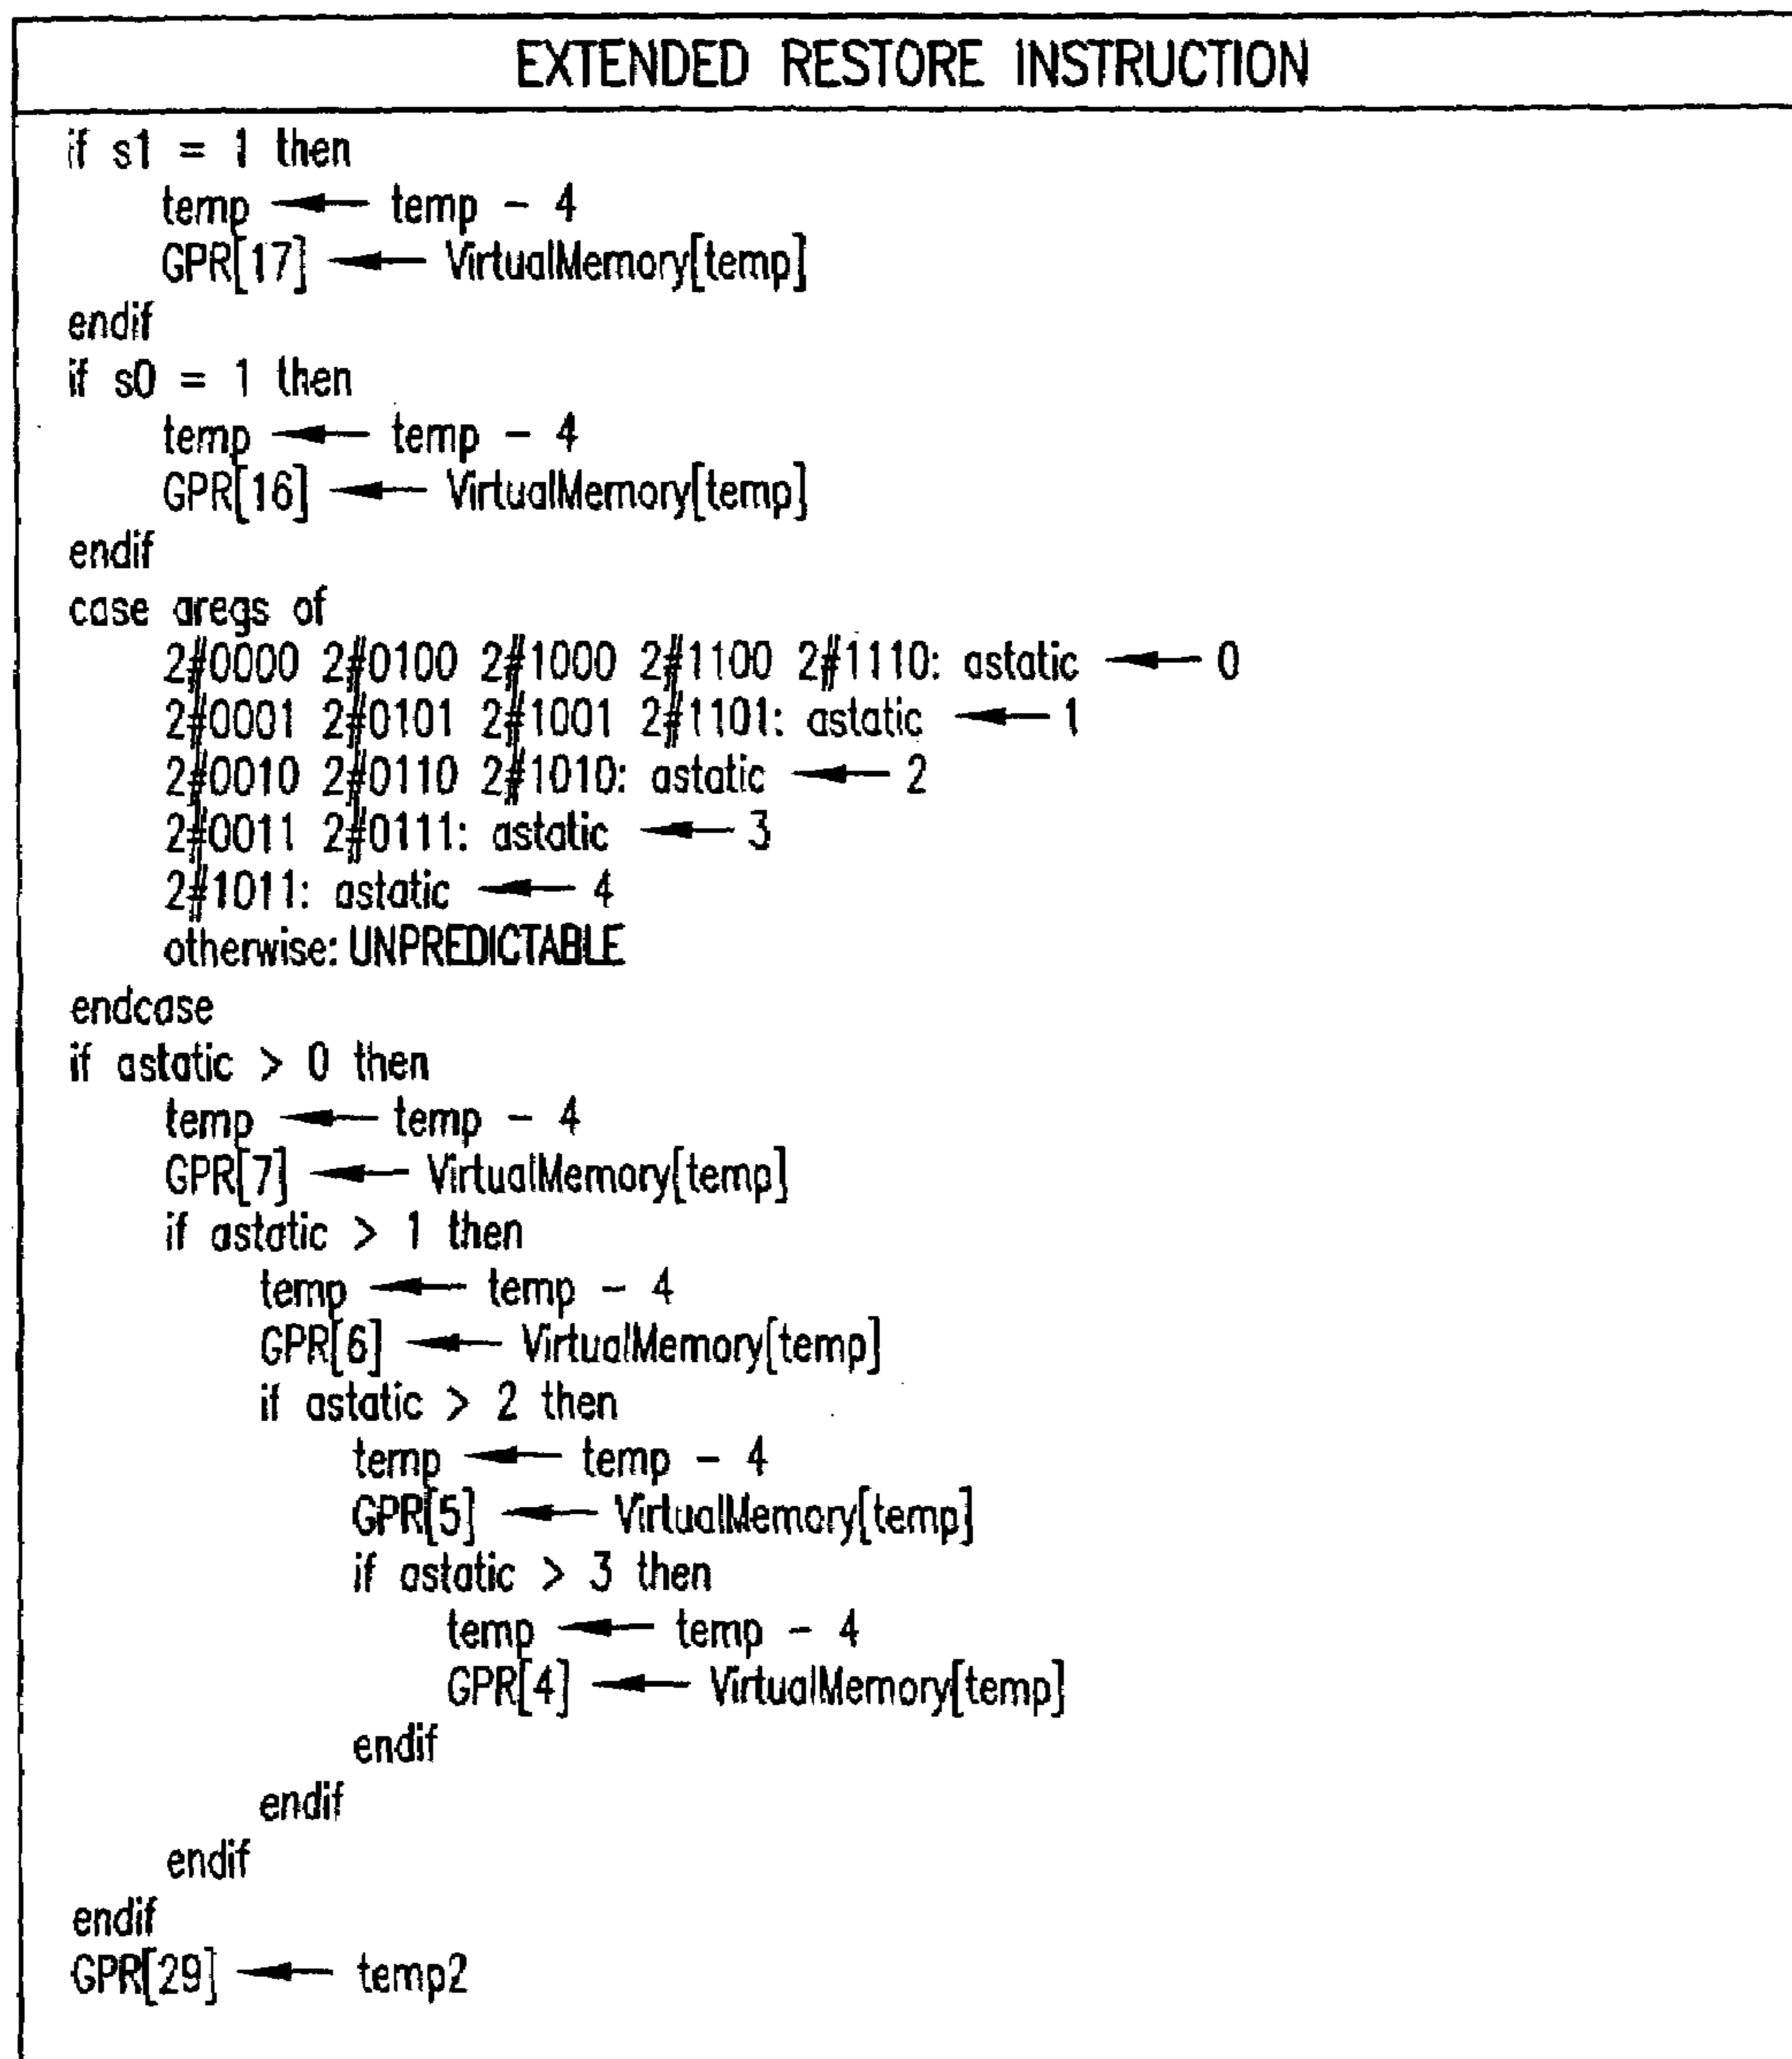 EXTENDED RESTORE INSTRUCTION
if s1 = 1 then
temp ← temp - 4
GPR[17] ← VirtualMemory[temp]
endif
if s0 = 1 then
temp ← temp - 4
GPR[16] ← VirtualMemory[temp]
endif
case aregs of
2#0000 2#0100 2#1000 2#1100 2#1110: astatic ← 0
2#0001 2#0101 2#1001 2#1101: astatic ← 1
2#0010 2#0110 2#1010: astatic ← 2
2#0011 2#0111: astatic ← 3
2#1011: astatic ← 4
otherwise: UNPREDICTABLE
endcase
if astatic > 0 then
temp ← temp - 4
GPR[7] ← VirtualMemory[temp]
if astatic > 1 then
temp ← temp - 4
GPR[6] ← VirtualMemory[temp]
if astatic > 2 then
temp ← temp - 4
GPR[5] ← VirtualMemory[temp]
if astatic > 3 then
temp ← temp - 4
GPR[4] ← VirtualMemory[temp]
endif
endif
endif
endif
GPR[29] ← temp2